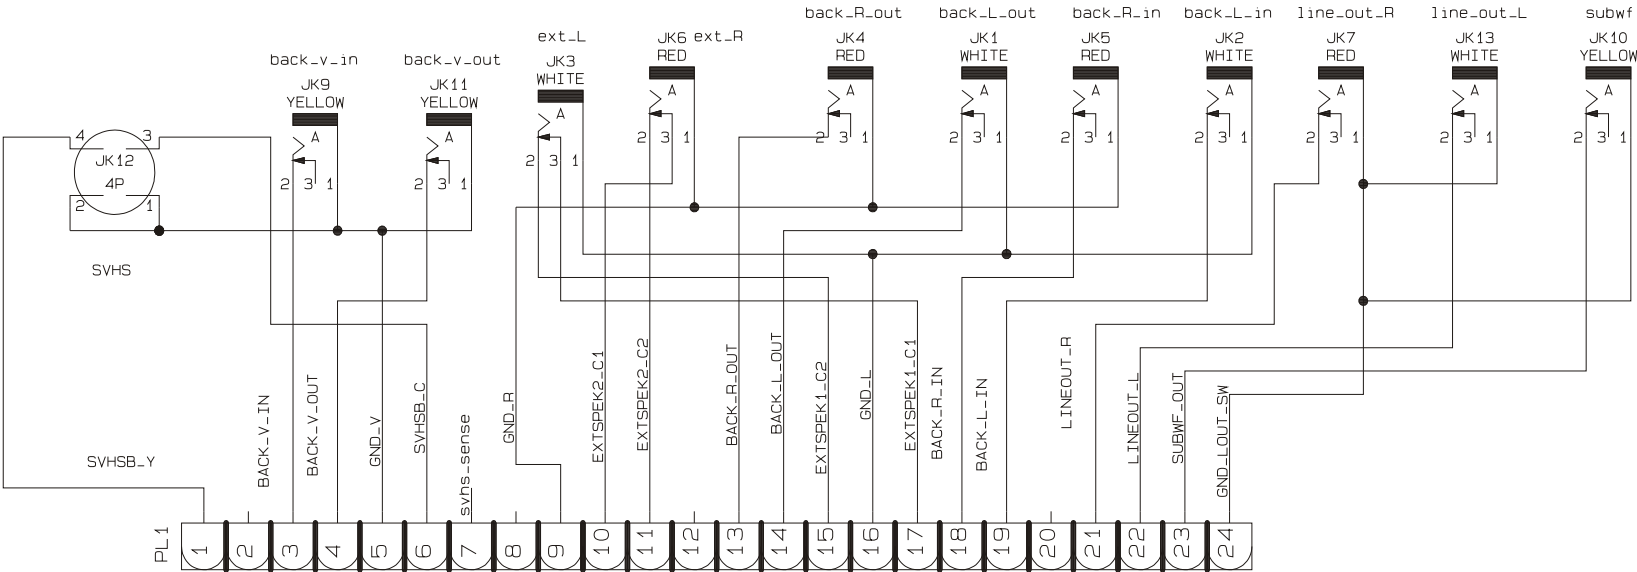 back_R_out back_L_out back_R_in back_L_in line_out_R line_out_L subwf
ext_L JK6 ext_R JK4 JK1 JK5 JK2 JK7 JK13 JK10
RED RED WHITE RED WHITE RED WHITE YELLOW
back_v_in back_v_out JK3
WHITE
JK9 JK11
YELLOW YELLOW
A A A A A A A A
A
2 3 1 2 3 1 2 3 1 2 3 1 2 3 1 2 3 1 2 3 1 2 3 1
4 3 A A
JK12 2 3 1
4P 2 3 1 2 3 1
2 1
SVHS
SVHSB_Y
BACK_V_IN
BACK_V_OUT
GND_V
SVHSB_C
svhs_sense
GND_R
EXTSPEK2_C1
EXTSPEK2_C2
BACK_R_OUT
BACK_L_OUT
EXTSPEK1_C2
GND_L
EXTSPEK1_C1
BACK_R_IN
BACK_L_IN
LINEOUT_R
LINEOUT_L
SUBWF_OUT
GND_LOUT_SW
PL1 1 2 3 4 5 6 7 8 9 10 11 12 13 14 15 16 17 18 19 20 21 22 23 24